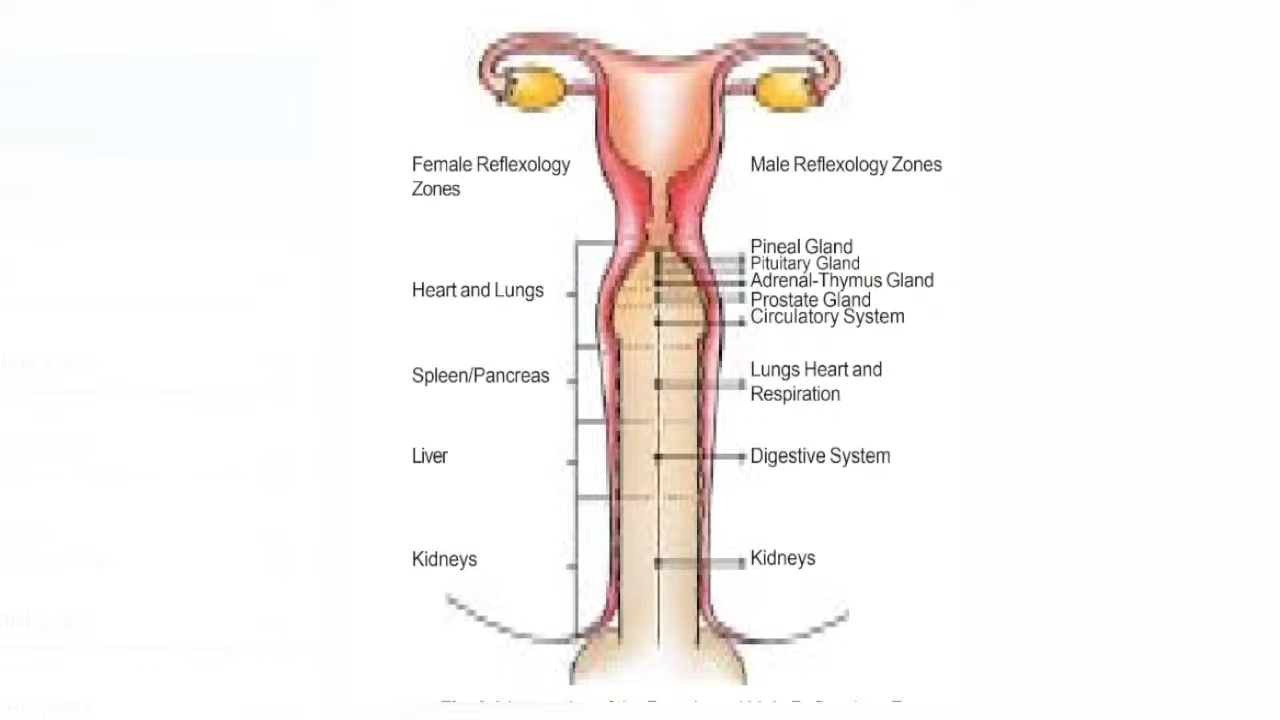 Female Reflexology
Zones
Heart and Lungs
Spleen/Pancreas
Liver
Kidneys
Male Reflexology Zones
Pineal Gland
Pituitary Gland
Adrenal-Thymus Gland
Prostate Gland
Circulatory System
Lungs Heart and
Respiration
Digestive System
Kidneys